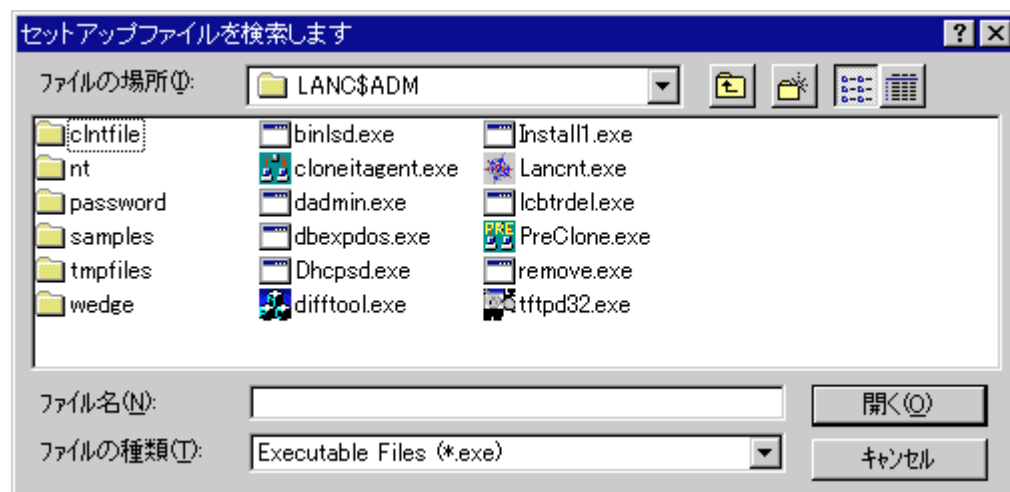 セットアップファイルを検索します
ファイルの場所(I): LANC$ADM
clntfile binlsd.exe Install1.exe
nt cloneitagent.exe Lancnt.exe
password dadmin.exe lcbtrdel.exe
samples dbexpdos.exe PreClone.exe
tmpfiles Dhcpsd.exe remove.exe
wedge difftool.exe tftpd32.exe
ファイル名(N): 開く(O)
ファイルの種類(T): Executable Files (*.exe) キャンセル